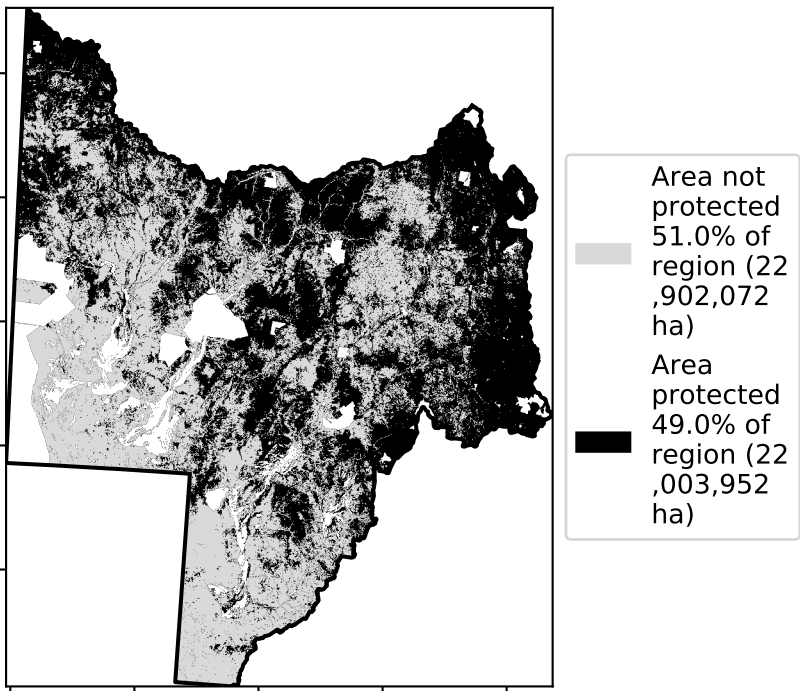 Area not
protected
51.0% of
region (22
,902,072
ha)
Area
protected
49.0% of
region (22
,003,952
ha)